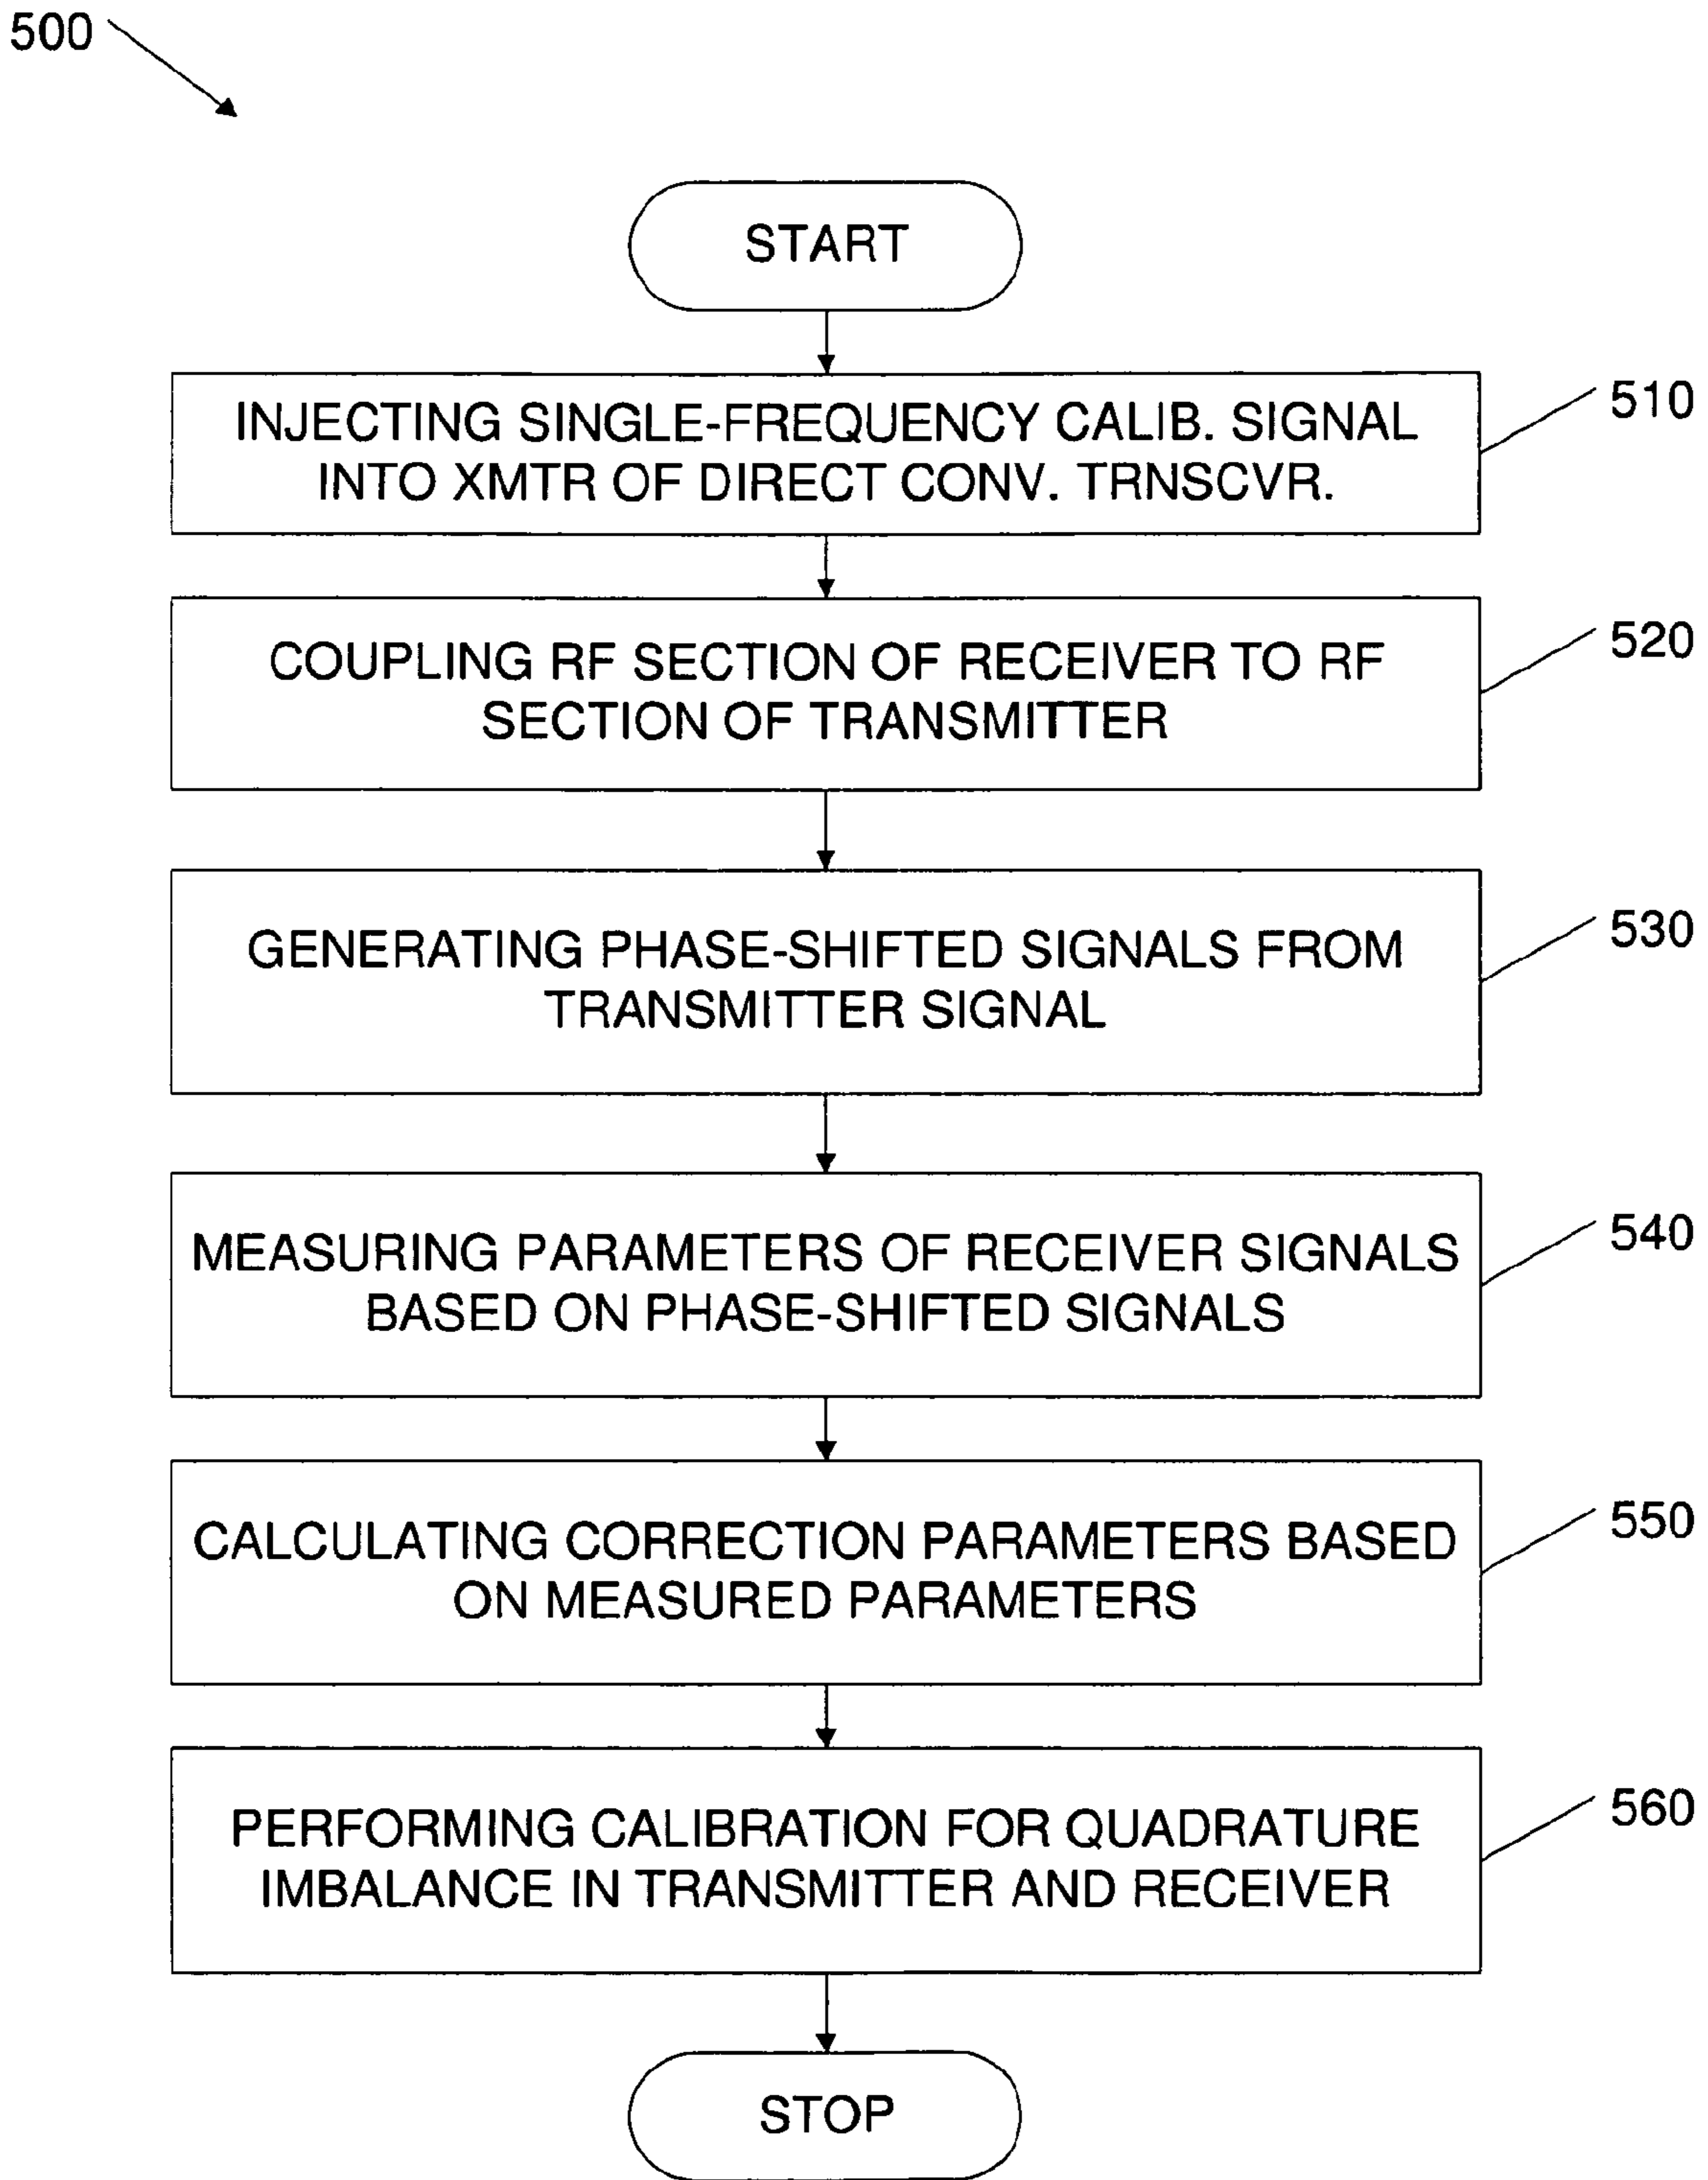 500
START
INJECTING SINGLE-FREQUENCY CALIB. SIGNAL
INTO XMTR OF DIRECT CONV. TRNSCVR.
510
COUPLING RF SECTION OF RECEIVER TO RF
SECTION OF TRANSMITTER
520
GENERATING PHASE-SHIFTED SIGNALS FROM
TRANSMITTER SIGNAL
530
MEASURING PARAMETERS OF RECEIVER SIGNALS
BASED ON PHASE-SHIFTED SIGNALS
540
CALCULATING CORRECTION PARAMETERS BASED
ON MEASURED PARAMETERS
550
PERFORMING CALIBRATION FOR QUADRATURE
IMBALANCE IN TRANSMITTER AND RECEIVER
560
STOP